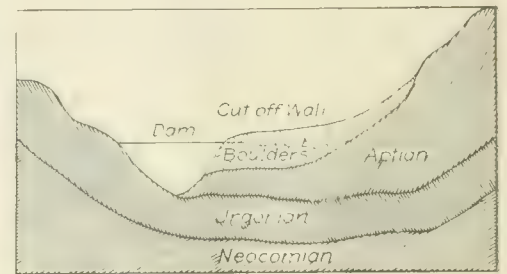 Cut off Wall
Dam
Boulders
Aptian
Urgonian
Neocomian